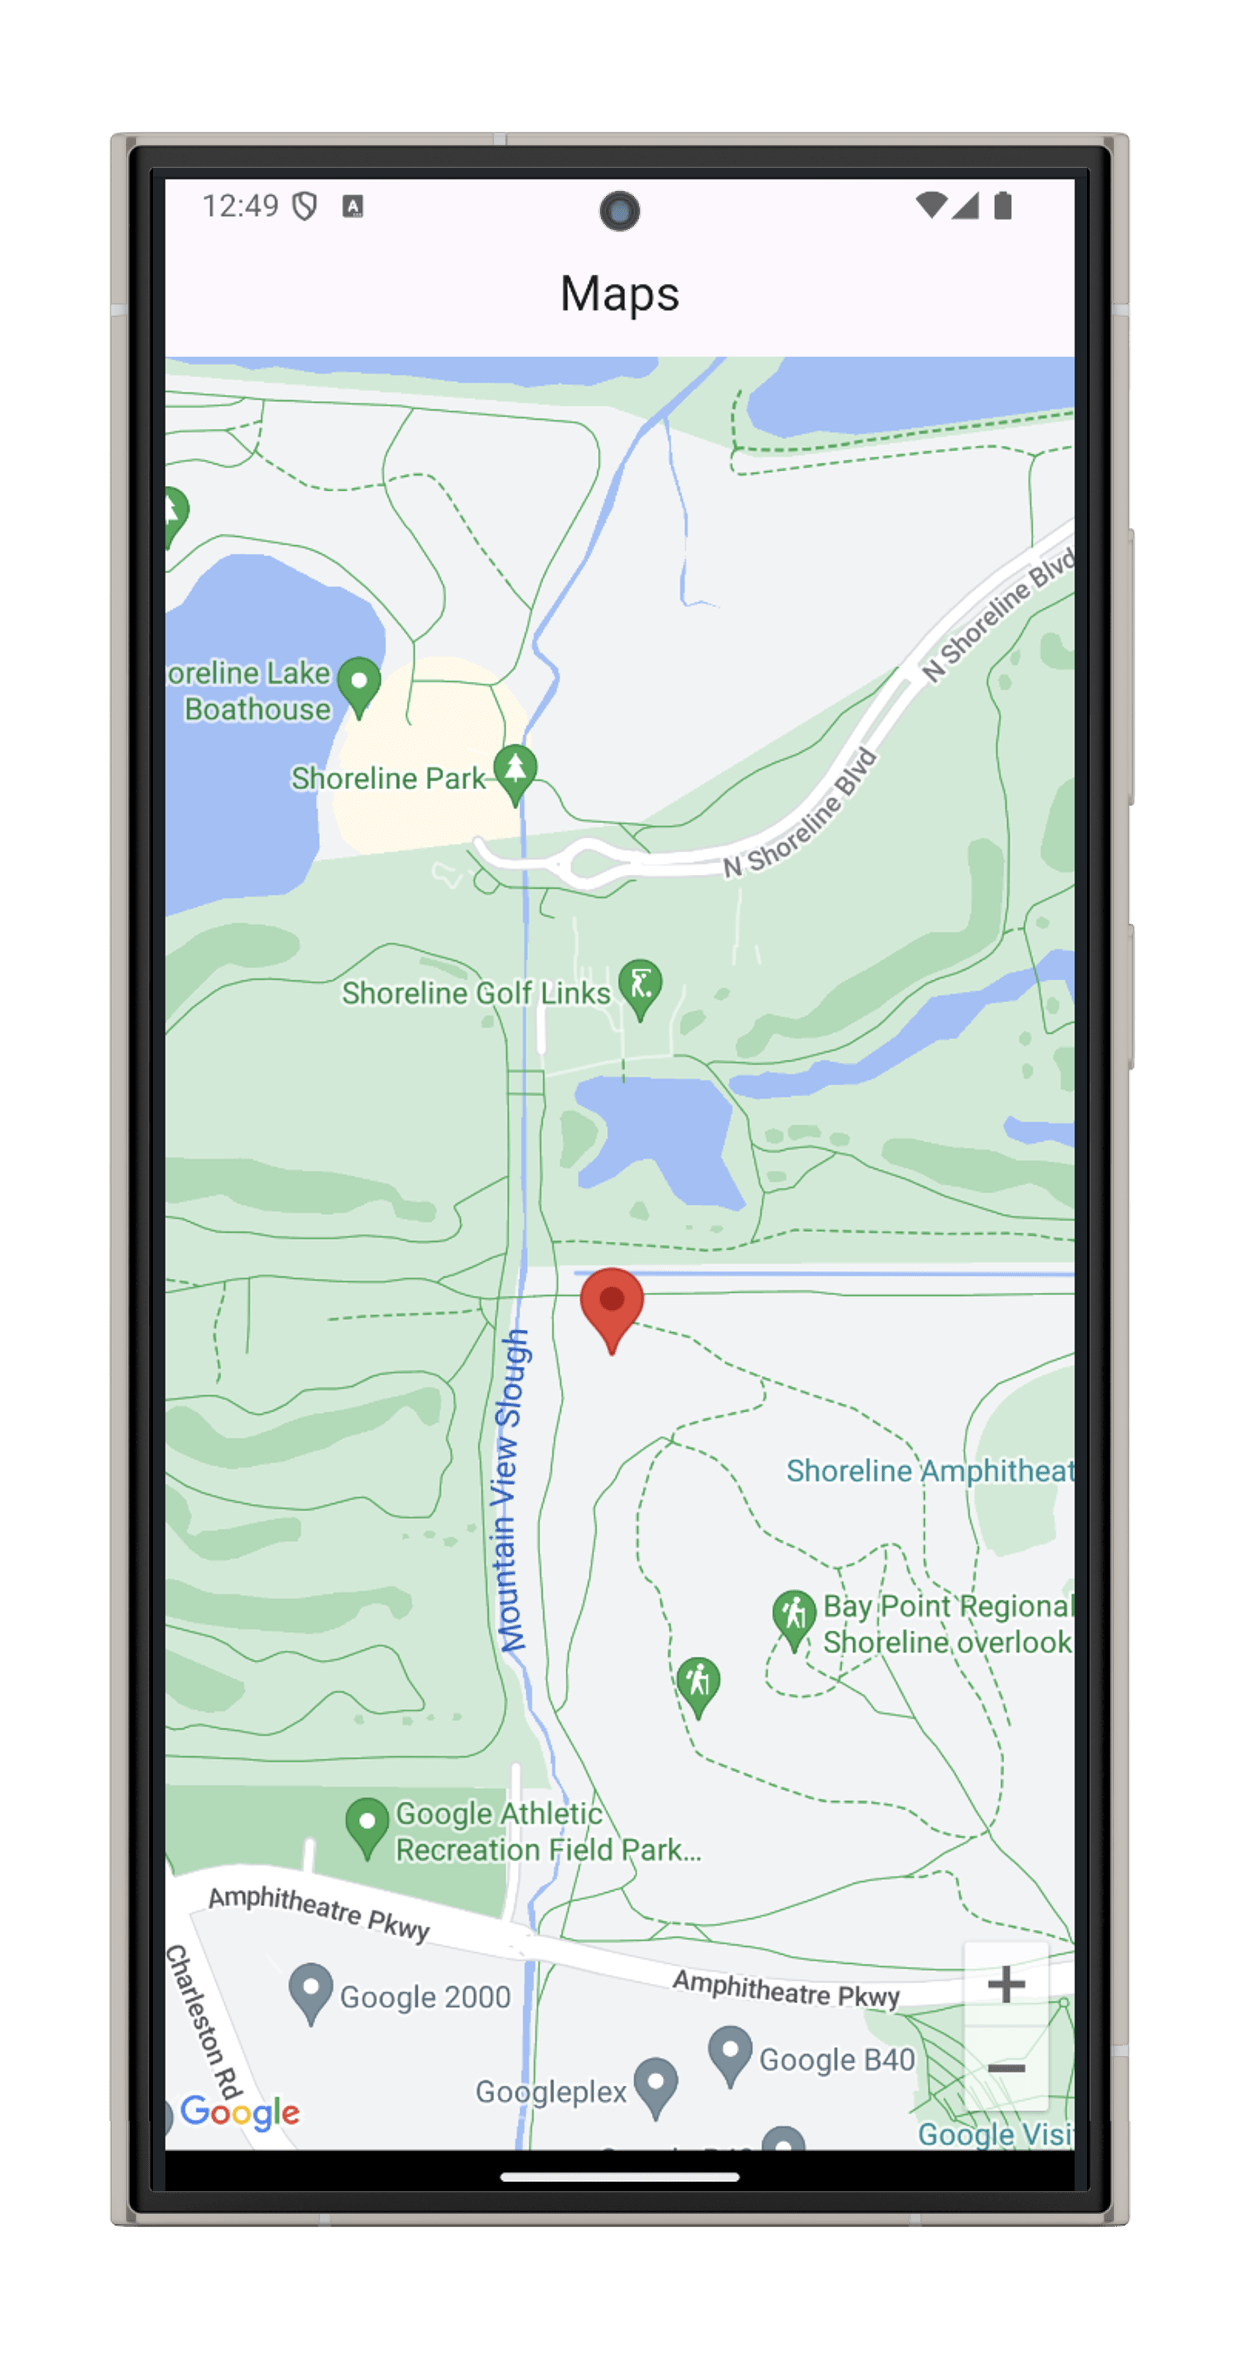 12:49
A
Maps
N Shoreline Blvd
oreline Lake
Boathouse
Shoreline Park
N Shoreline Blvd
Shoreline Golf Links
Mountain View Slough
Shoreline Amphitheat
Bay Point Regional
Shoreline overlook
Google Athletic
Recreation Field Park...
Amphitheatre Pkwy
Charleston Rd
Google 2000
Amphitheatre Pkwy
+
Google B40
−
Googleplex
Google
Google Visi